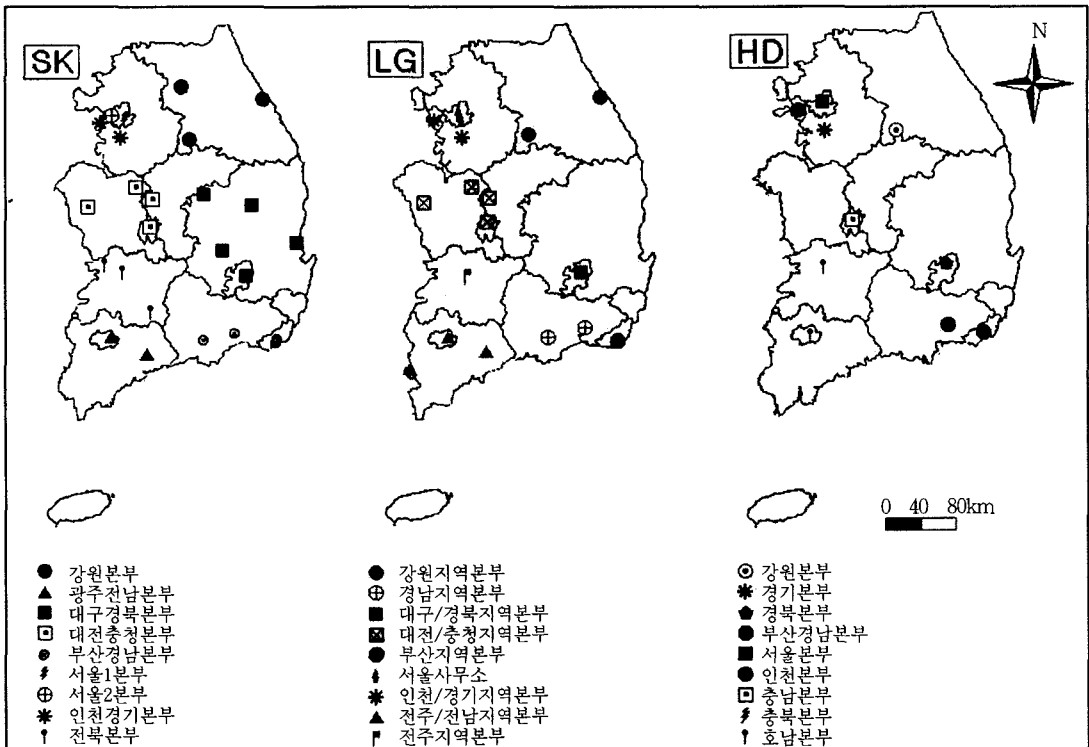 SK
LG
HD
N
0 40 80km
강원본부
광주전남본부
대구경북본부
대전충청본부
부산경남본부
서울1본부
서울2본부
인천경기본부
전북본부
강원지역본부
경남지역본부
대구/경북지역본부
대전/충청지역본부
부산지역본부
서울사무소
인천/경기지역본부
전주/전남지역본부
전주지역본부
강원본부
경기본부
경북본부
부산경남본부
서울본부
인천본부
충남본부
충북본부
호남본부